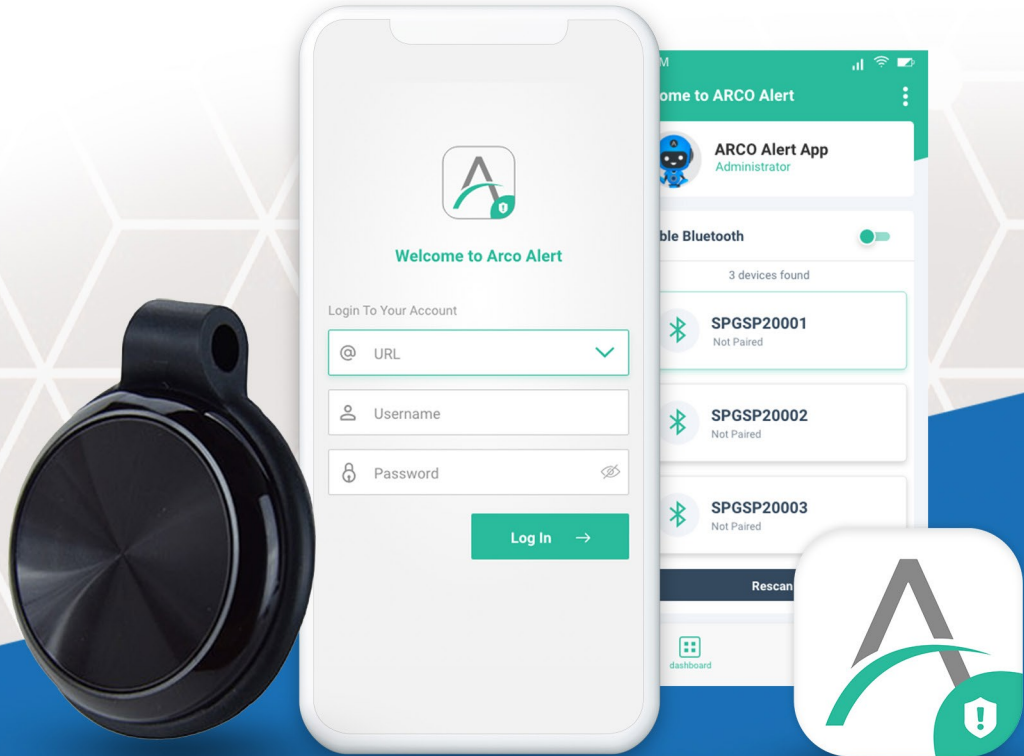 Welcome to Arco Alert
Login To Your Account
URL
Username
Password
Log In
M
ome to ARCO Alert
ARCO Alert App
Administrator
ble Bluetooth
3 devices found
SPGSP20001
Not Paired
SPGSP20002
Not Paired
SPGSP20003
Not Paired
Rescan
dashboard